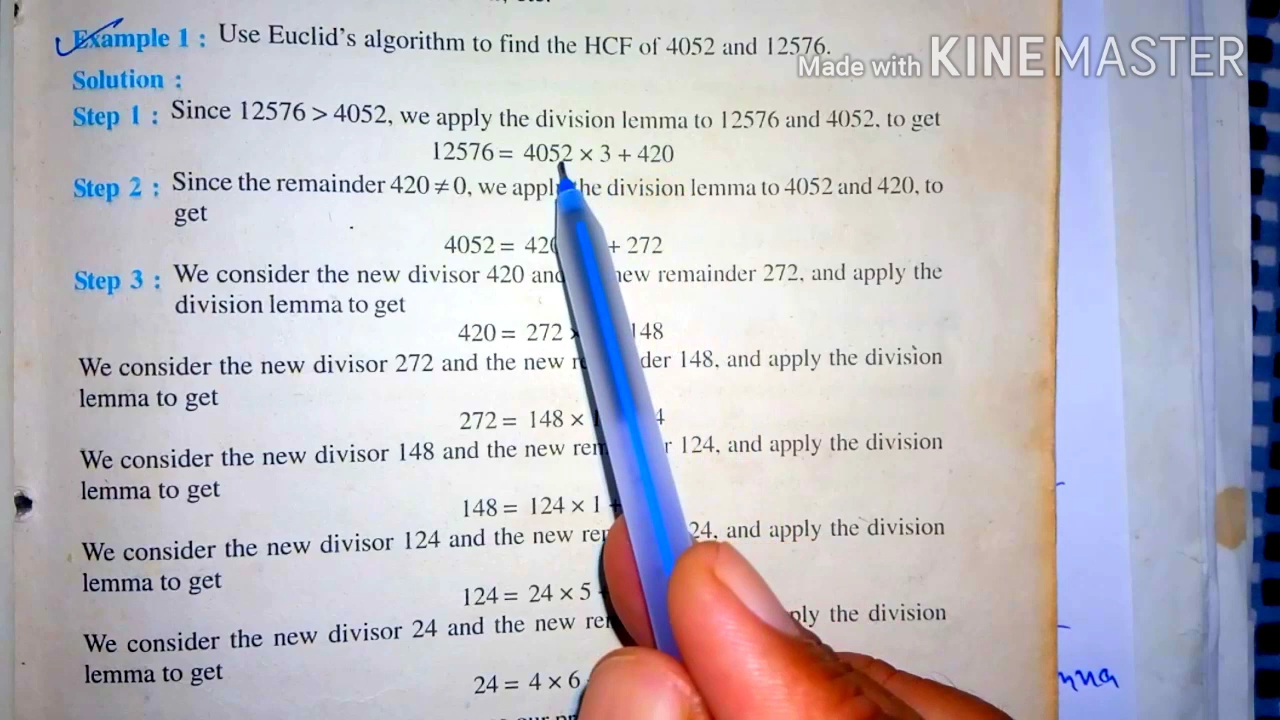 Example 1 : Use Euclid's algorithm to find the HCF of 4052 and 12576.
Made with KINEMASTER
Solution :
Step 1 : Since 12576 > 4052, we apply the division lemma to 12576 and 4052, to get
12576 = 4052 × 3 + 420
Step 2 : Since the remainder 420 ≠ 0, we apply the division lemma to 4052 and 420, to
get
4052 = 420 + 272
Step 3 : We consider the new divisor 420 and new remainder 272, and apply the
division lemma to get
420 = 272 148
We consider the new divisor 272 and the new 148, and apply the division
lemma to get
272 = 148 ×
We consider the new divisor 148 and the new 124, and apply the division
lemma to get
148 = 124 × 1
We consider the new divisor 124 and the new 24, and apply the division
lemma to get
124 = 24 × 5
We consider the new divisor 24 and the new the division
lemma to get
24 = 4 × 6